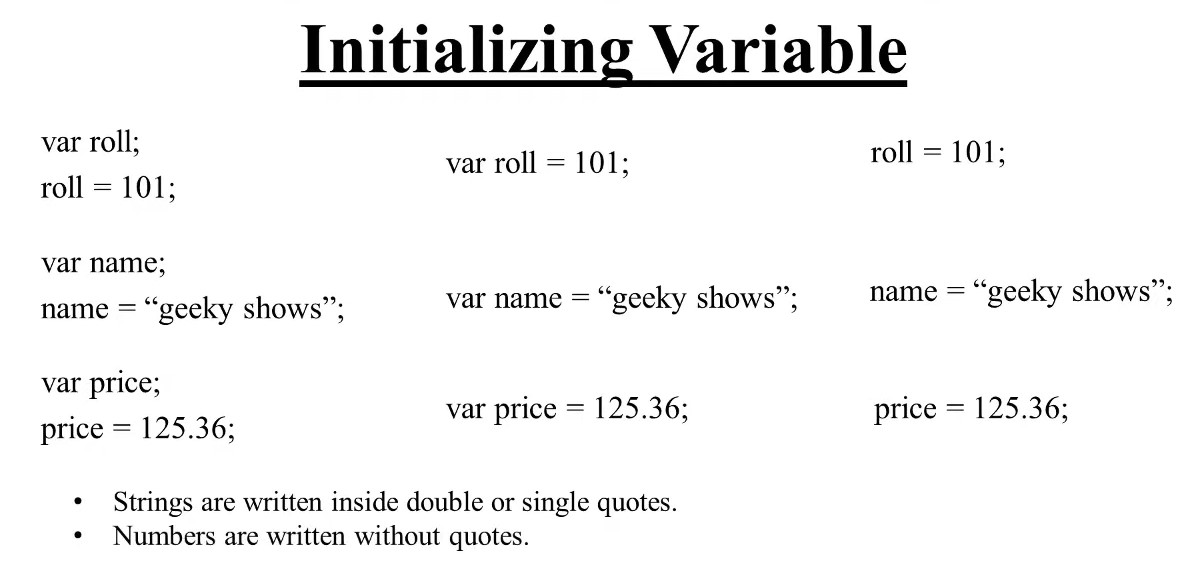 Initializing Variable
var roll;
roll = 101;
var roll = 101;
roll = 101;
var name;
name = “geeky shows”;
var name = “geeky shows”;
name = “geeky shows”;
var price;
price = 125.36;
var price = 125.36;
price = 125.36;
• Strings are written inside double or single quotes.
• Numbers are written without quotes.